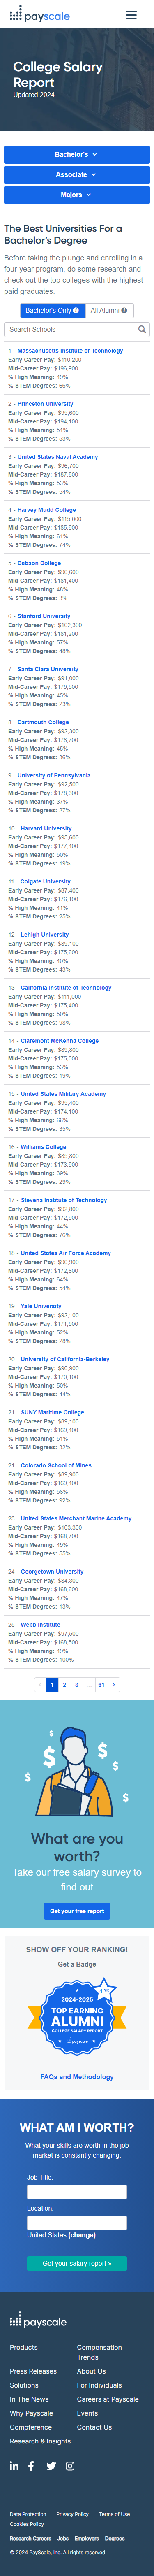 payscale
College Salary
Report
Updated 2024
Bachelor's
Associate
Majors
The Best Universities For a
Bachelor's Degree
Before taking the plunge and enrolling in a
four-year program, do some research and
check out the top colleges with the highest-
paid undergraduates.
Bachelor's Only
All Alumni
Search Schools
1 - Massachusetts Institute of Technology
Early Career Pay: $110,200
Mid-Career Pay: $196,900
% High Meaning: 49%
% STEM Degrees: 66%
2 - Princeton University
Early Career Pay: $95,600
Mid-Career Pay: $194,100
% High Meaning: 51%
% STEM Degrees: 53%
3 - United States Naval Academy
Early Career Pay: $96,700
Mid-Career Pay: $187,800
% High Meaning: 53%
% STEM Degrees: 54%
4 - Harvey Mudd College
Early Career Pay: $115,000
Mid-Career Pay: $185,900
% High Meaning: 61%
% STEM Degrees: 74%
5 - Babson College
Early Career Pay: $90,600
Mid-Career Pay: $181,400
% High Meaning: 48%
% STEM Degrees: 3%
6 - Stanford University
Early Career Pay: $102,300
Mid-Career Pay: $181,200
% High Meaning: 57%
% STEM Degrees: 48%
7 - Santa Clara University
Early Career Pay: $91,000
Mid-Career Pay: $179,500
% High Meaning: 45%
% STEM Degrees: 23%
8 - Dartmouth College
Early Career Pay: $92,300
Mid-Career Pay: $178,700
% High Meaning: 45%
% STEM Degrees: 36%
9 - University of Pennsylvania
Early Career Pay: $92,500
Mid-Career Pay: $178,300
% High Meaning: 57%
% STEM Degrees: 27%
10 - Harvard University
Early Career Pay: $95,600
Mid-Career Pay: $177,400
% High Meaning: 50%
% STEM Degrees: 19%
11 - Colgate University
Early Career Pay: $87,400
Mid-Career Pay: $176,100
% High Meaning: 41%
% STEM Degrees: 25%
12 - Lehigh University
Early Career Pay: $89,100
Mid-Career Pay: $175,600
% High Meaning: 40%
% STEM Degrees: 43%
13 - California Institute of Technology
Early Career Pay: $111,000
Mid-Career Pay: $175,400
% High Meaning: 50%
% STEM Degrees: 98%
14 - Claremont McKenna College
Early Career Pay: $89,800
Mid-Career Pay: $175,000
% High Meaning: 53%
% STEM Degrees: 19%
15 - United States Military Academy
Early Career Pay: $95,400
Mid-Career Pay: $174,100
% High Meaning: 66%
% STEM Degrees: 35%
16 - Williams College
Early Career Pay: $85,800
Mid-Career Pay: $173,900
% High Meaning: 39%
% STEM Degrees: 29%
17 - Stevens Institute of Technology
Early Career Pay: $92,800
Mid-Career Pay: $172,900
% High Meaning: 44%
% STEM Degrees: 76%
18 - United States Air Force Academy
Early Career Pay: $90,900
Mid-Career Pay: $172,800
% High Meaning: 64%
% STEM Degrees: 54%
19 - Yale University
Early Career Pay: $92,100
Mid-Career Pay: $171,900
% High Meaning: 52%
% STEM Degrees: 26%
20 - University of California-Berkeley
Early Career Pay: $90,900
Mid-Career Pay: $170,100
% High Meaning: 50%
% STEM Degrees: 44%
21 - SUNY Maritime College
Early Career Pay: $89,100
Mid-Career Pay: $169,400
% High Meaning: 51%
% STEM Degrees: 32%
21 - Colorado School of Mines
Early Career Pay: $89,900
Mid-Career Pay: $169,400
% High Meaning: 56%
% STEM Degrees: 92%
23 - United States Merchant Marine Academy
Early Career Pay: $103,300
Mid-Career Pay: $168,700
% High Meaning: 49%
% STEM Degrees: 55%
24 - Georgetown University
Early Career Pay: $84,300
Mid-Career Pay: $168,600
% High Meaning: 47%
% STEM Degrees: 13%
25 - Webb Institute
Early Career Pay: $97,500
Mid-Career Pay: $168,500
% High Meaning: 49%
% STEM Degrees: 100%
1 2 3 ... 61
What are you
worth?
Take our free salary survey to
find out
Get your free report
SHOW OFF YOUR RANKING!
Get a Badge
2024-2025
TOP EARNING
ALUMNI
COLLEGE SALARY REPORT
payscale
FAQs and Methodology
WHAT AM I WORTH?
What your skills are worth in the job
market is constantly changing.
Job Title:
Location:
United States (change)
Get your salary report »
payscale
Products
Compensation
Trends
Press Releases
About Us
Solutions
For Individuals
In The News
Careers at Payscale
Why Payscale
Events
Compference
Contact Us
Research & Insights
Data Protection Privacy Policy Terms of Use
Cookies Policy
Research Careers Jobs Employers Degrees
© 2024 PayScale, Inc. All rights reserved.